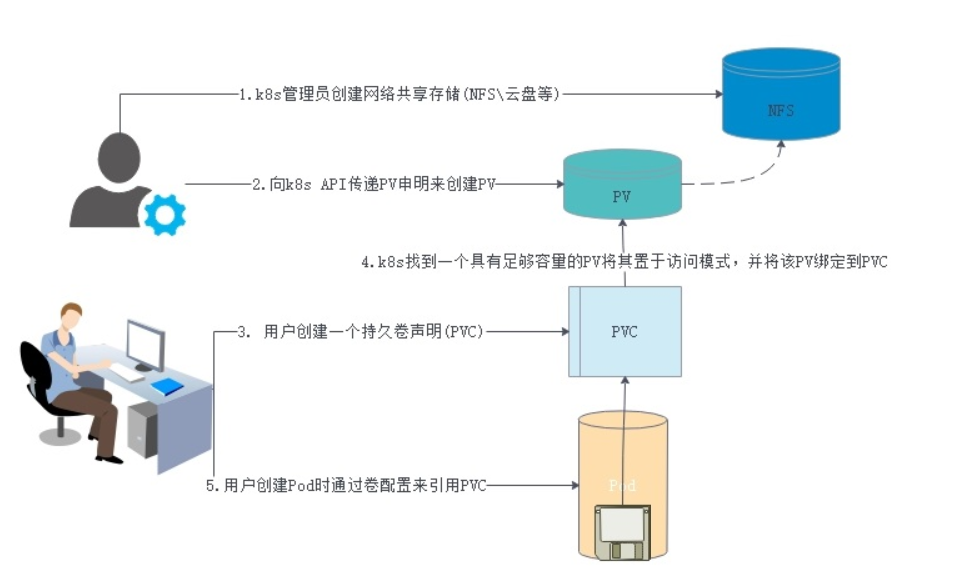 1.k8s管理员创建网络共享存储(NFS\云盘等)
NFS
2.向k8s API传递PV申明来创建PV
PV
4.k8s找到一个具有足够容量的PV将其置于访问模式，并将该PV绑定到PVC
3. 用户创建一个持久卷声明(PVC)
PVC
5.用户创建Pod时通过卷配置来引用PVC
Pod